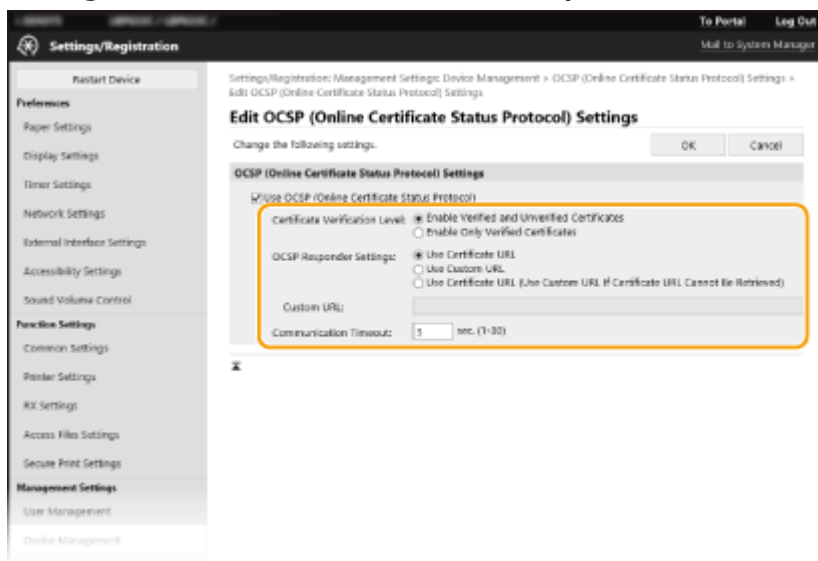 To Portal Log Out
Settings/Registration
Mail to System Manager
Restart Device
Preferences
Paper Settings
Display Settings
Timer Settings
Network Settings
External Interface Settings
Accessibility Settings
Sound Volume Control
Function Settings
Common Settings
Printer Settings
RX Settings
Access Files Settings
Secure Print Settings
Management Settings
User Management
Device Management
Settings/Registration: Management Settings: Device Management > OCSP (Online Certificate Status Protocol) Settings >
Edit OCSP (Online Certificate Status Protocol) Settings
Edit OCSP (Online Certificate Status Protocol) Settings
Change the following settings.
OK Cancel
OCSP (Online Certificate Status Protocol) Settings
Use OCSP (Online Certificate Status Protocol)
Certificate Verification Level: Enable Verified and Unverified Certificates
Enable Only Verified Certificates
OCSP Responder Settings: Use Certificate URL
Use Custom URL
Use Certificate URL (Use Custom URL If Certificate URL Cannot Be Retrieved)
Custom URL:
Communication Timeout: 3 sec. (1-30)